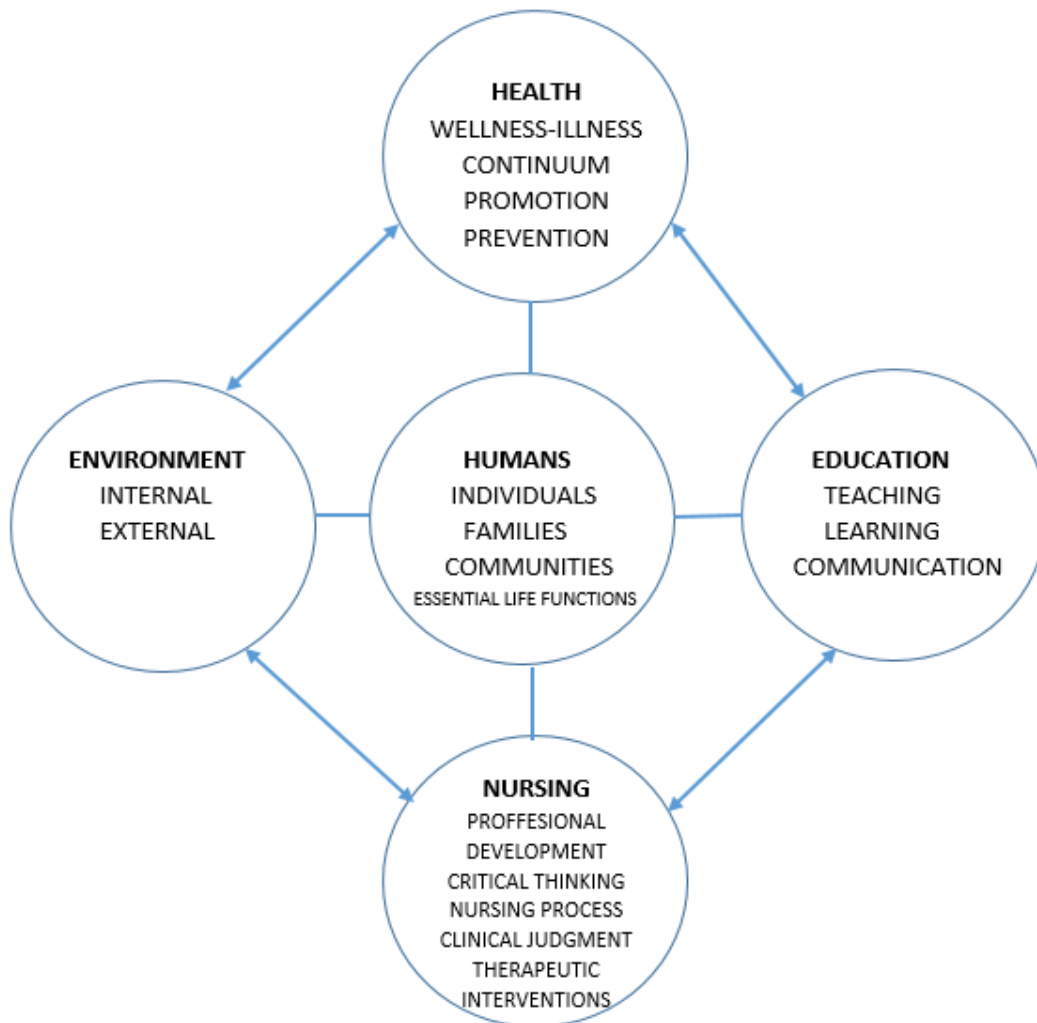 HEALTH
WELLNESS-ILLNESS
CONTINUUM
PROMOTION
PREVENTION
ENVIRONMENT
INTERNAL
EXTERNAL
HUMANS
INDIVIDUALS
FAMILIES
COMMUNITIES
ESSENTIAL LIFE FUNCTIONS
EDUCATION
TEACHING
LEARNING
COMMUNICATION
NURSING
PROFFESIONAL
DEVELOPMENT
CRITICAL THINKING
NURSING PROCESS
CLINICAL JUDGMENT
THERAPEUTIC
INTERVENTIONS